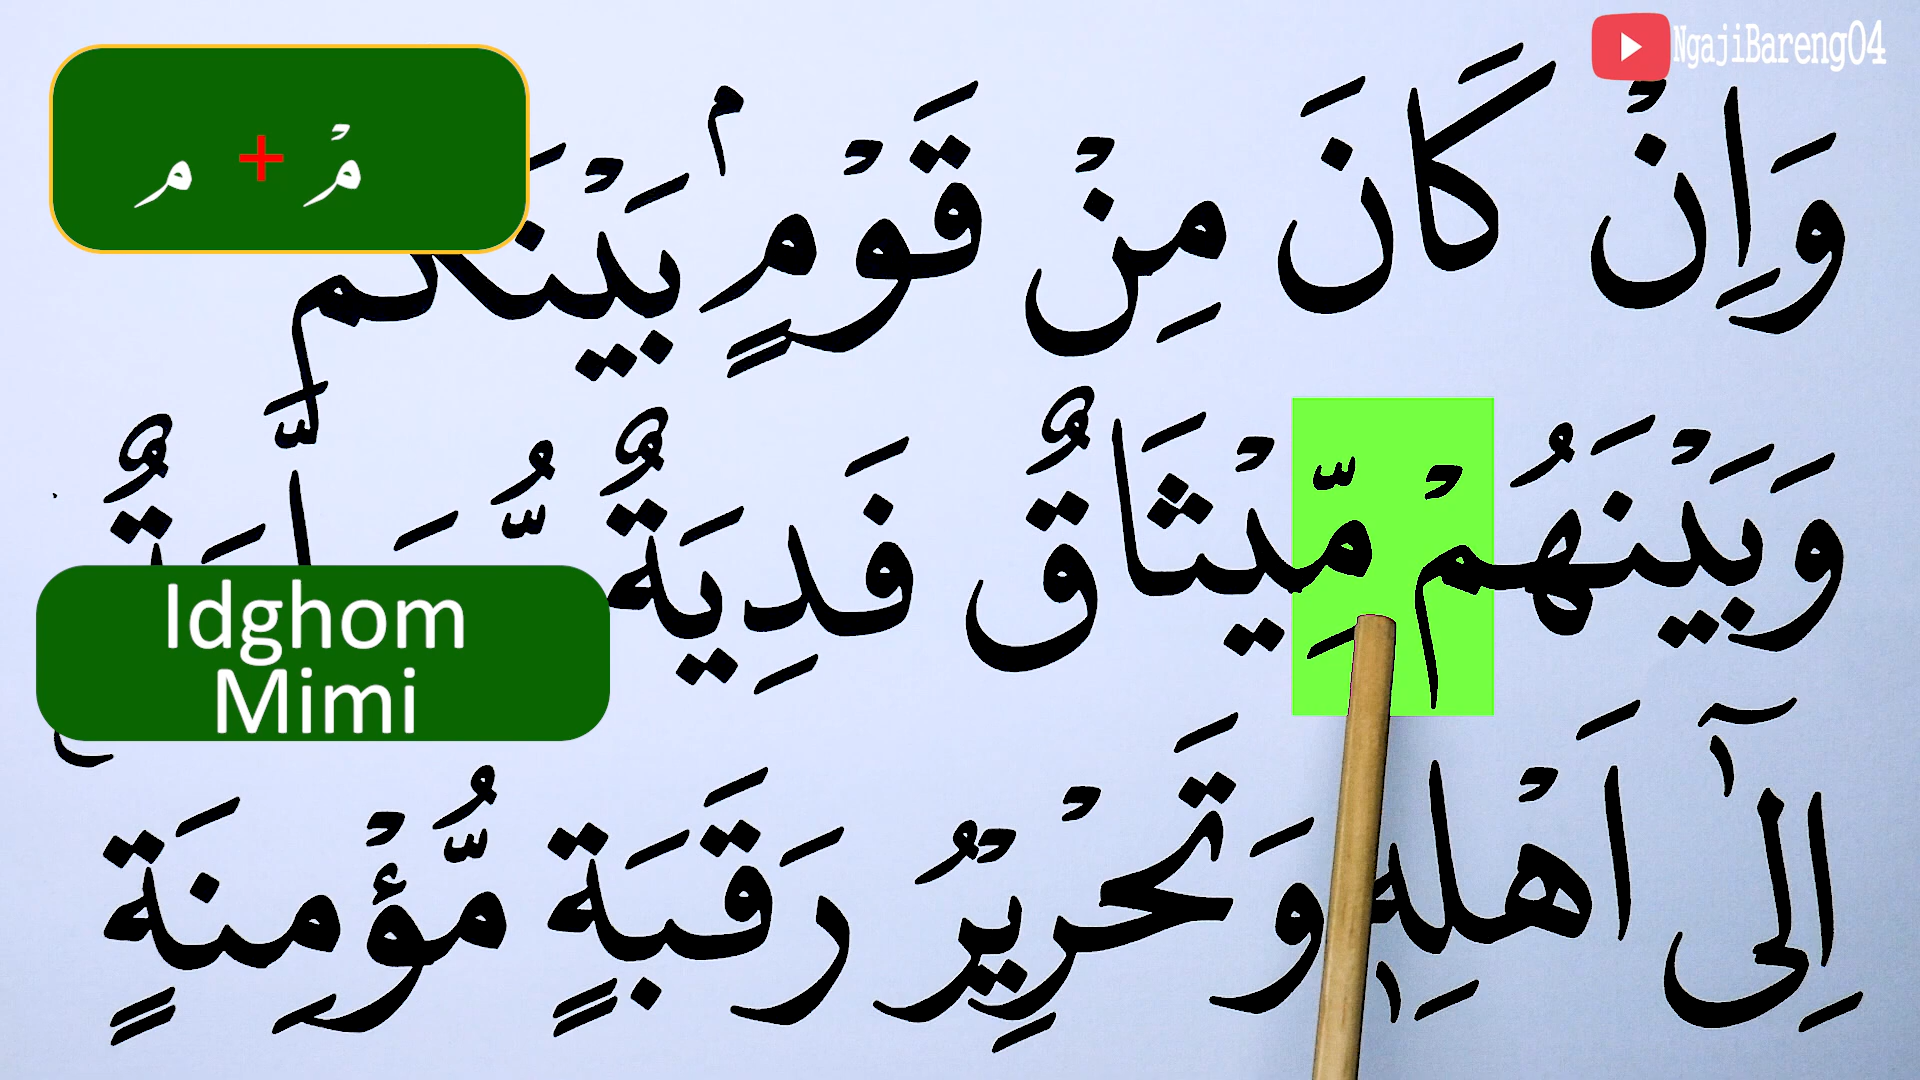 NgajiBareng04
مْ + م
وَاِنْ كَانَ مِنْ قَوْمٍۢ بَيْنَكُمْ
وَبَيْنَهُمْ مِّيْثَاقٌ فَدِيَةٌ
Idghom
Mimi
اِلٰٓى اَهْلِهٖ وَتَحْرِيْرُ رَقَبَةٍ مُّؤْمِنَةٍ